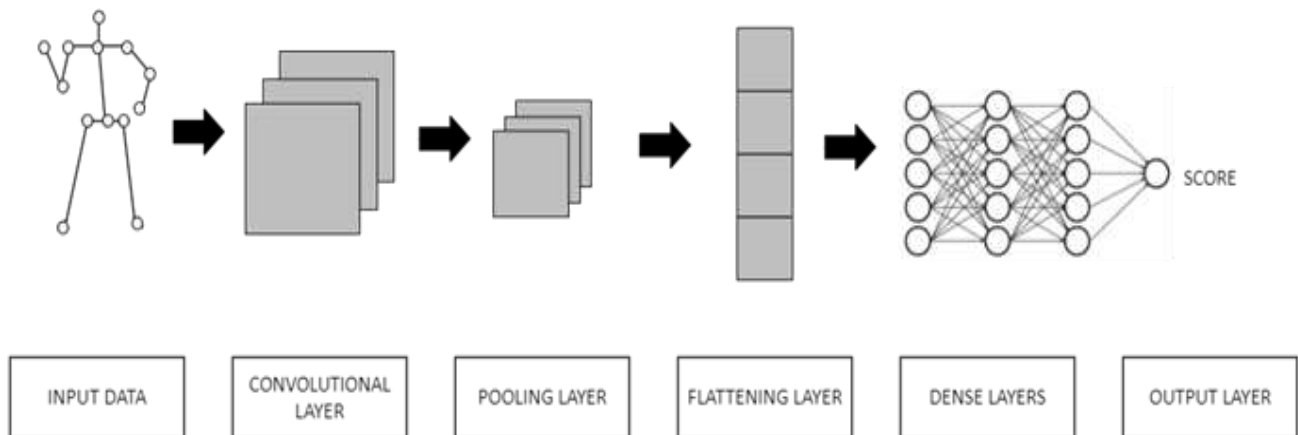 SCORE
INPUT DATA
CONVOLUTIONAL
LAYER
POOLING LAYER
FLATTENING LAYER
DENSE LAYERS
OUTPUT LAYER